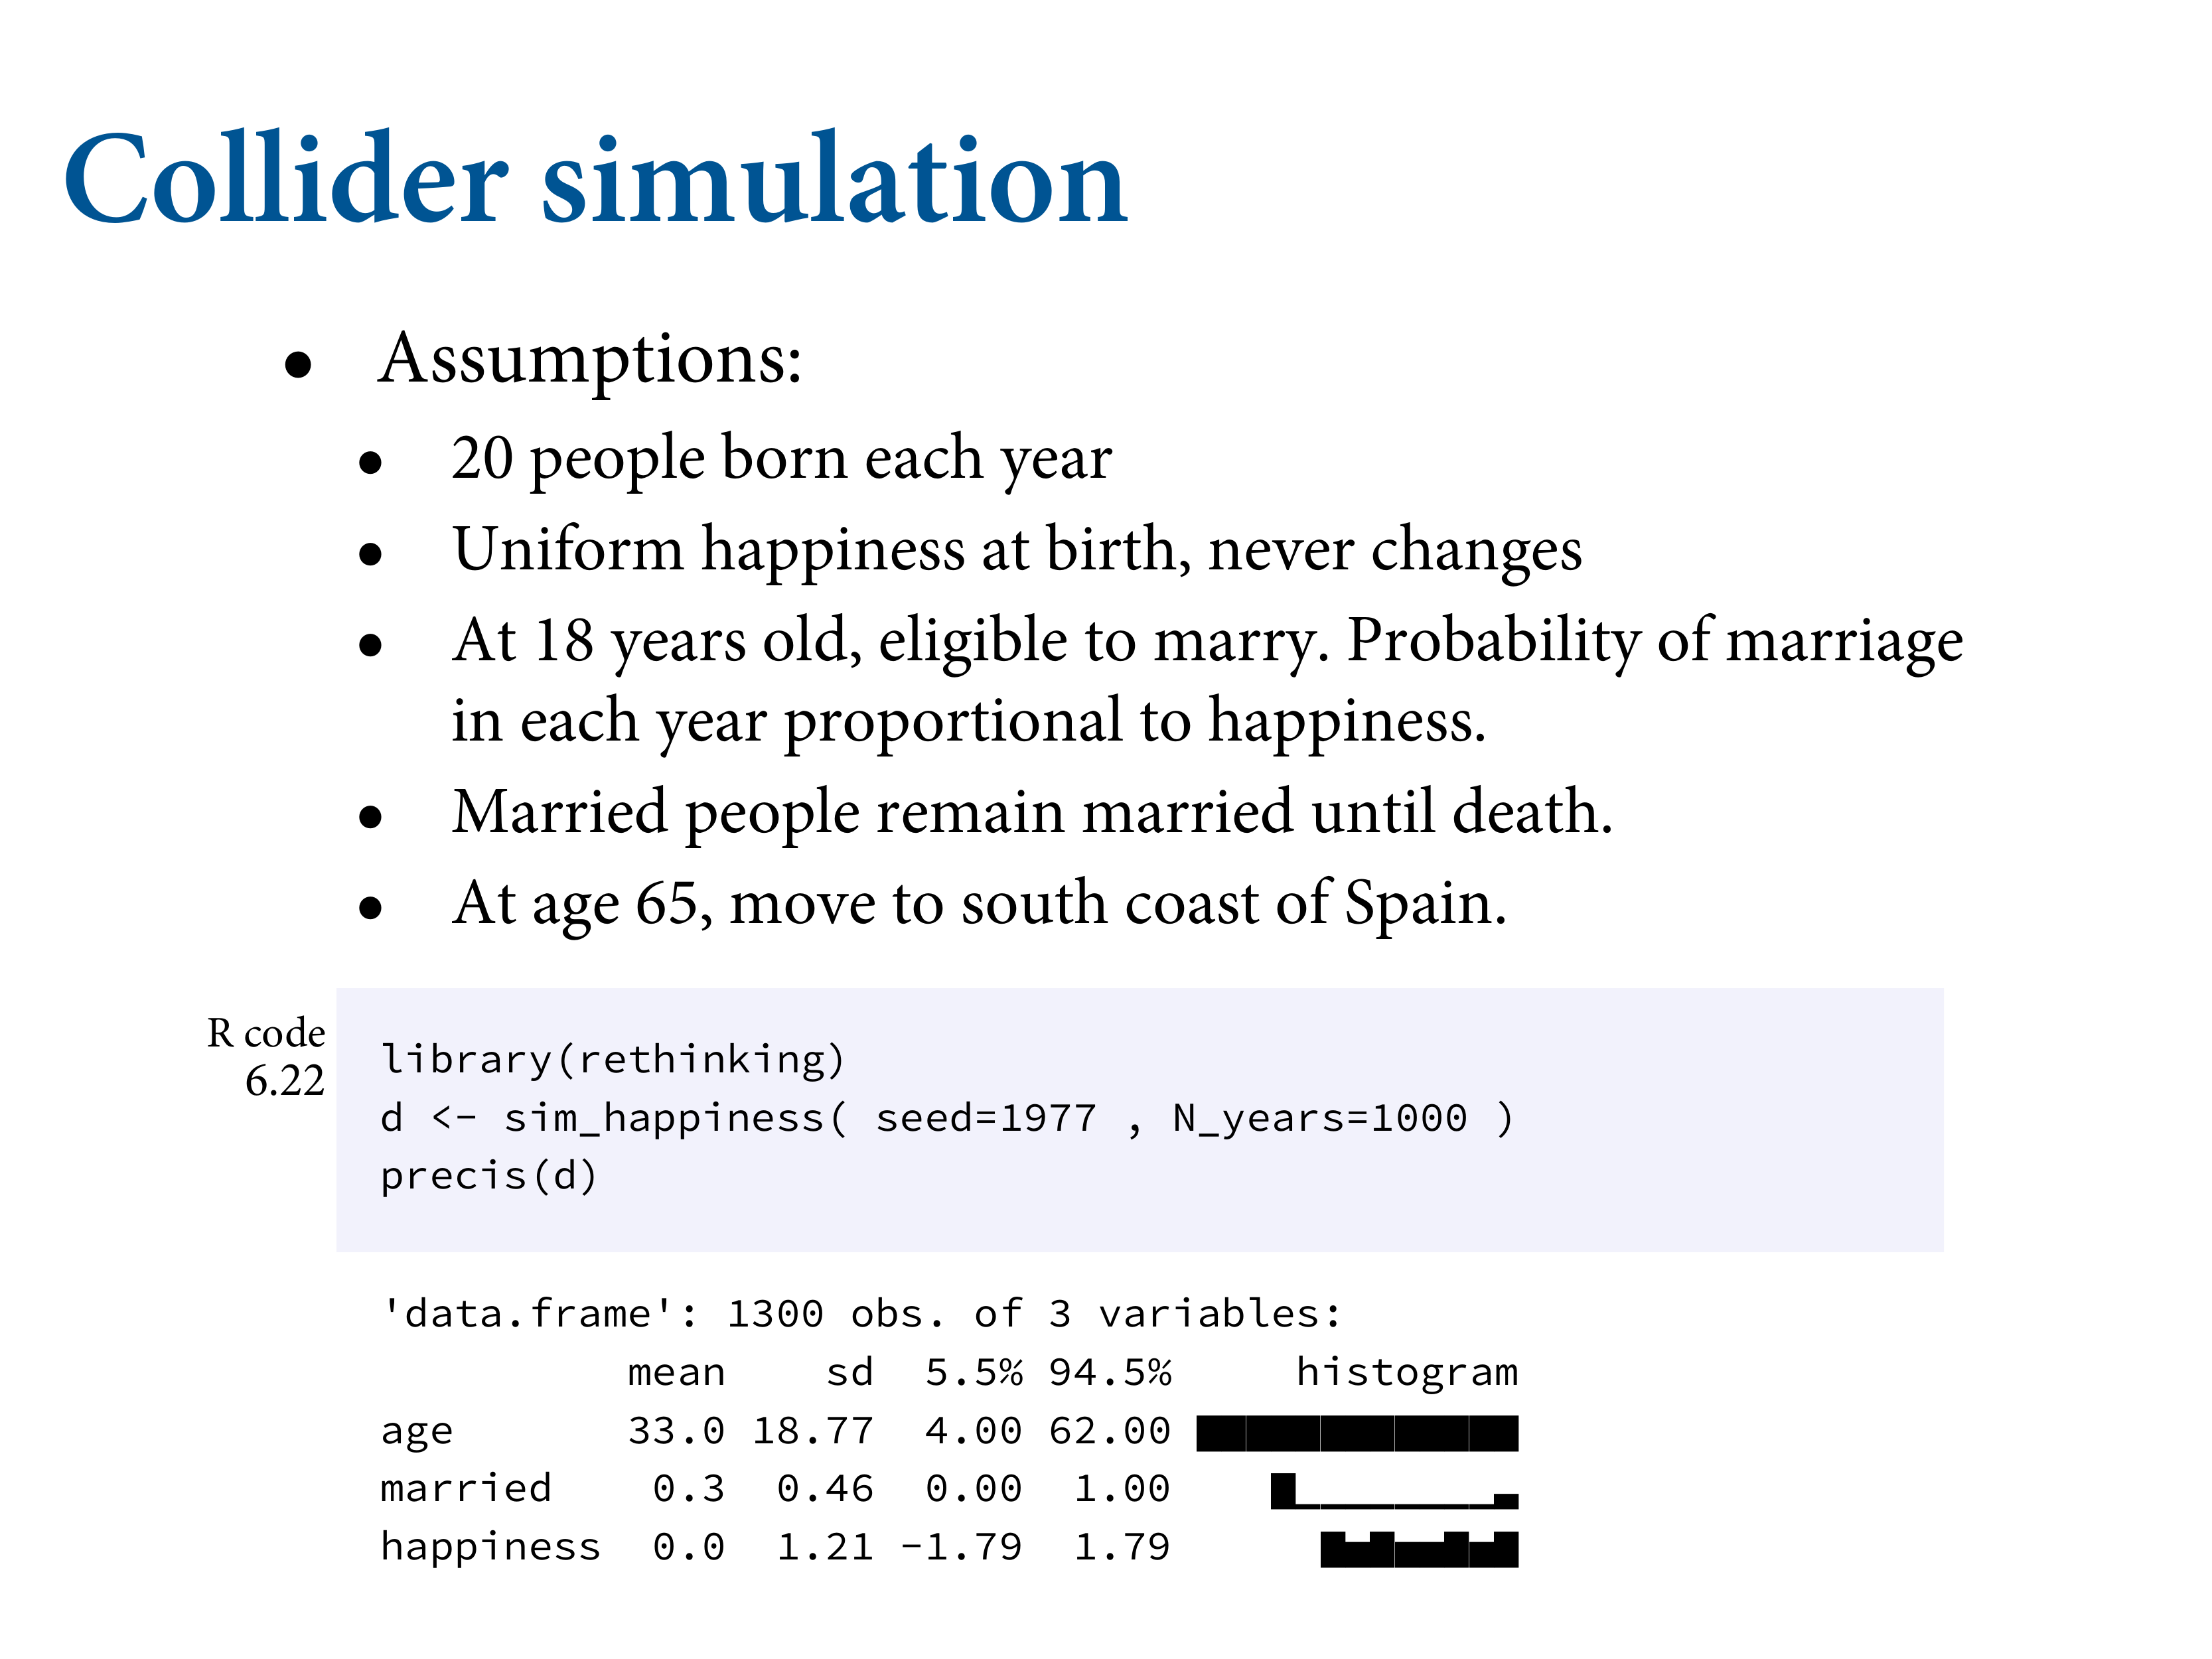 Collider simulation
• Assumptions:
• 20 people born each year
• Uniform happiness at birth, never changes
• At 18 years old, eligible to marry. Probability of marriage
in each year proportional to happiness.
• Married people remain married until death.
• At age 65, move to south coast of Spain.
R code
6.22
library(rethinking)
d <- sim_happiness( seed=1977 , N_years=1000 )
precis(d)
'data.frame': 1300 obs. of 3 variables:
mean sd 5.5% 94.5% histogram
age 33.0 18.77 4.00 62.00
married 0.3 0.46 0.00 1.00
happiness 0.0 1.21 −1.79 1.79